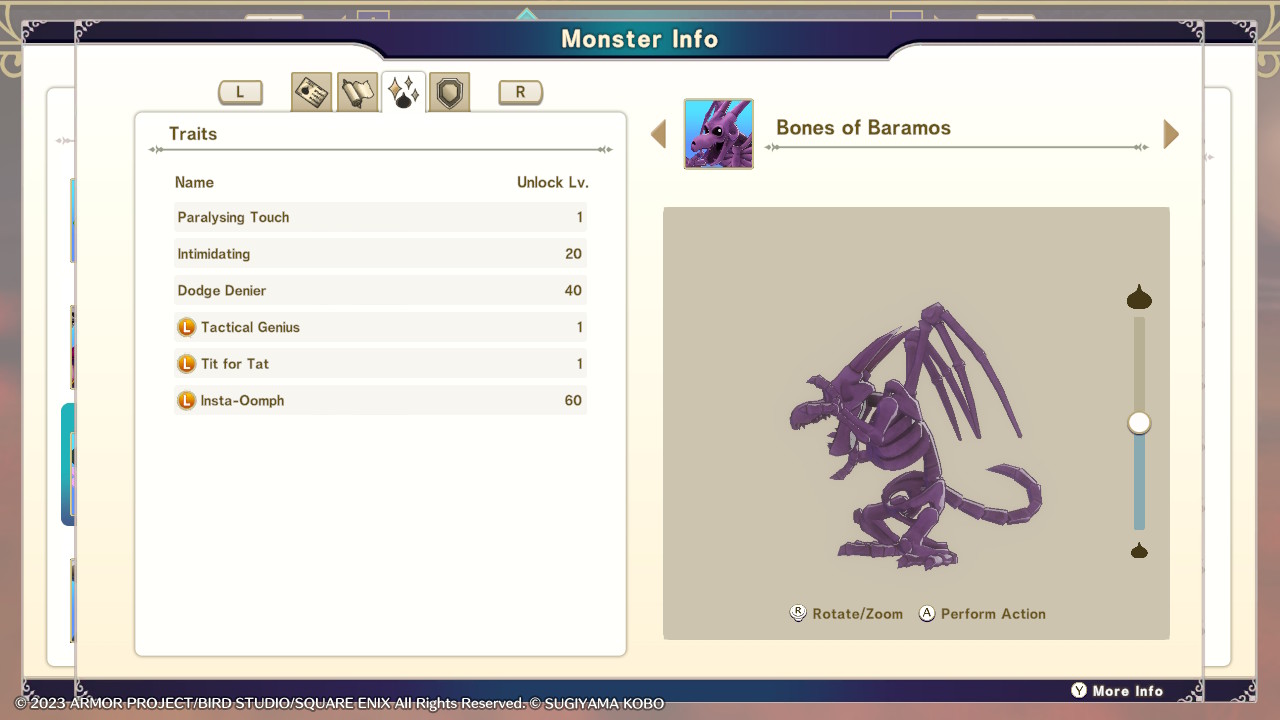 Monster Info
L
R
Traits
Name Unlock Lv.
Paralysing Touch 1
Intimidating 20
Dodge Denier 40
L Tactical Genius 1
L Tit for Tat 1
L Insta-Oomph 60
Bones of Baramos
R Rotate/Zoom A Perform Action
Y More Info
© 2023 ARMOR PROJECT/BIRD STUDIO/SQUARE ENIX All Rights Reserved. © SUGIYAMA KOBO